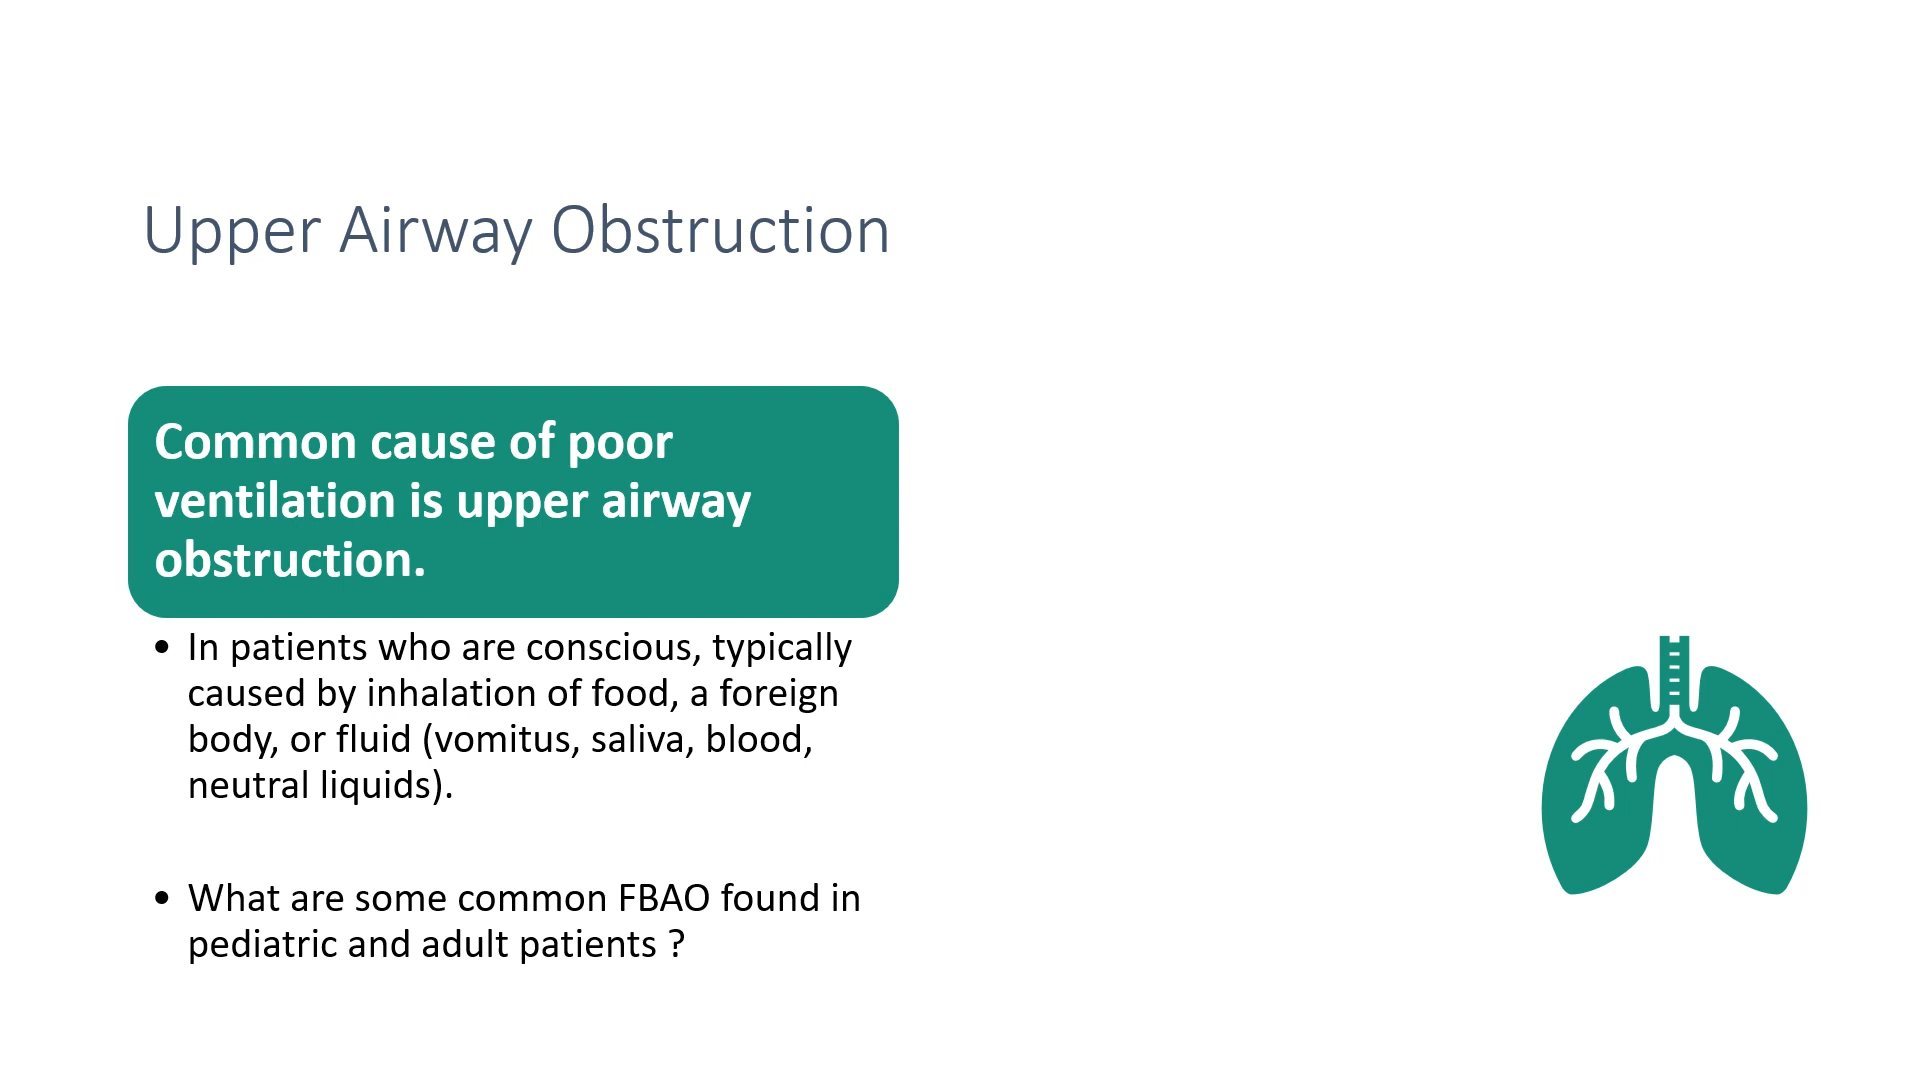 Upper Airway Obstruction
Common cause of poor
ventilation is upper airway
obstruction.
• In patients who are conscious, typically
caused by inhalation of food, a foreign
body, or fluid (vomitus, saliva, blood,
neutral liquids).
• What are some common FBAO found in
pediatric and adult patients ?